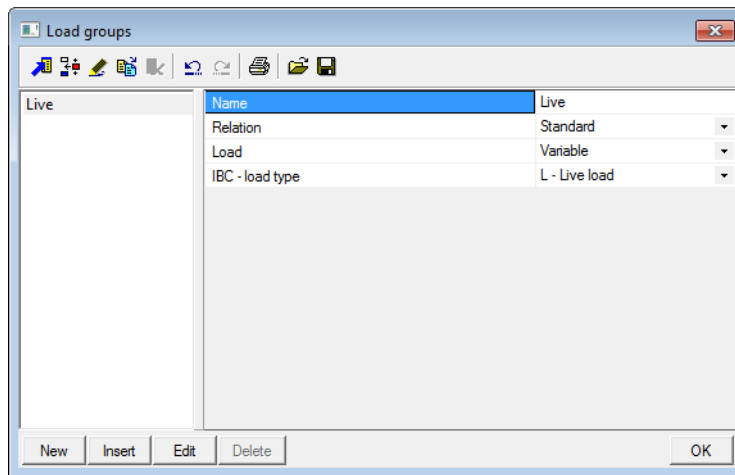 Load groups
Live
Name Live
Relation Standard
Load Variable
IBC - load type L - Live load
New Insert Edit Delete OK